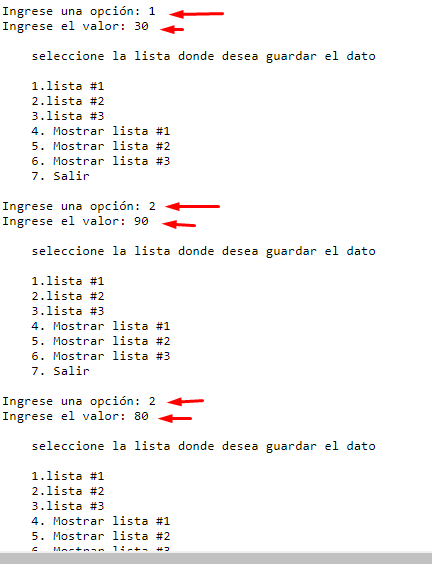 Ingrese una opción: 1
Ingrese el valor: 30
seleccione la lista donde desea guardar el dato
1.lista #1
2.lista #2
3.lista #3
4. Mostrar lista #1
5. Mostrar lista #2
6. Mostrar lista #3
7. Salir
Ingrese una opción: 2
Ingrese el valor: 90
seleccione la lista donde desea guardar el dato
1.lista #1
2.lista #2
3.lista #3
4. Mostrar lista #1
5. Mostrar lista #2
6. Mostrar lista #3
7. Salir
Ingrese una opción: 2
Ingrese el valor: 80
seleccione la lista donde desea guardar el dato
1.lista #1
2.lista #2
3.lista #3
4. Mostrar lista #1
5. Mostrar lista #2
6. Mostrar lista #3